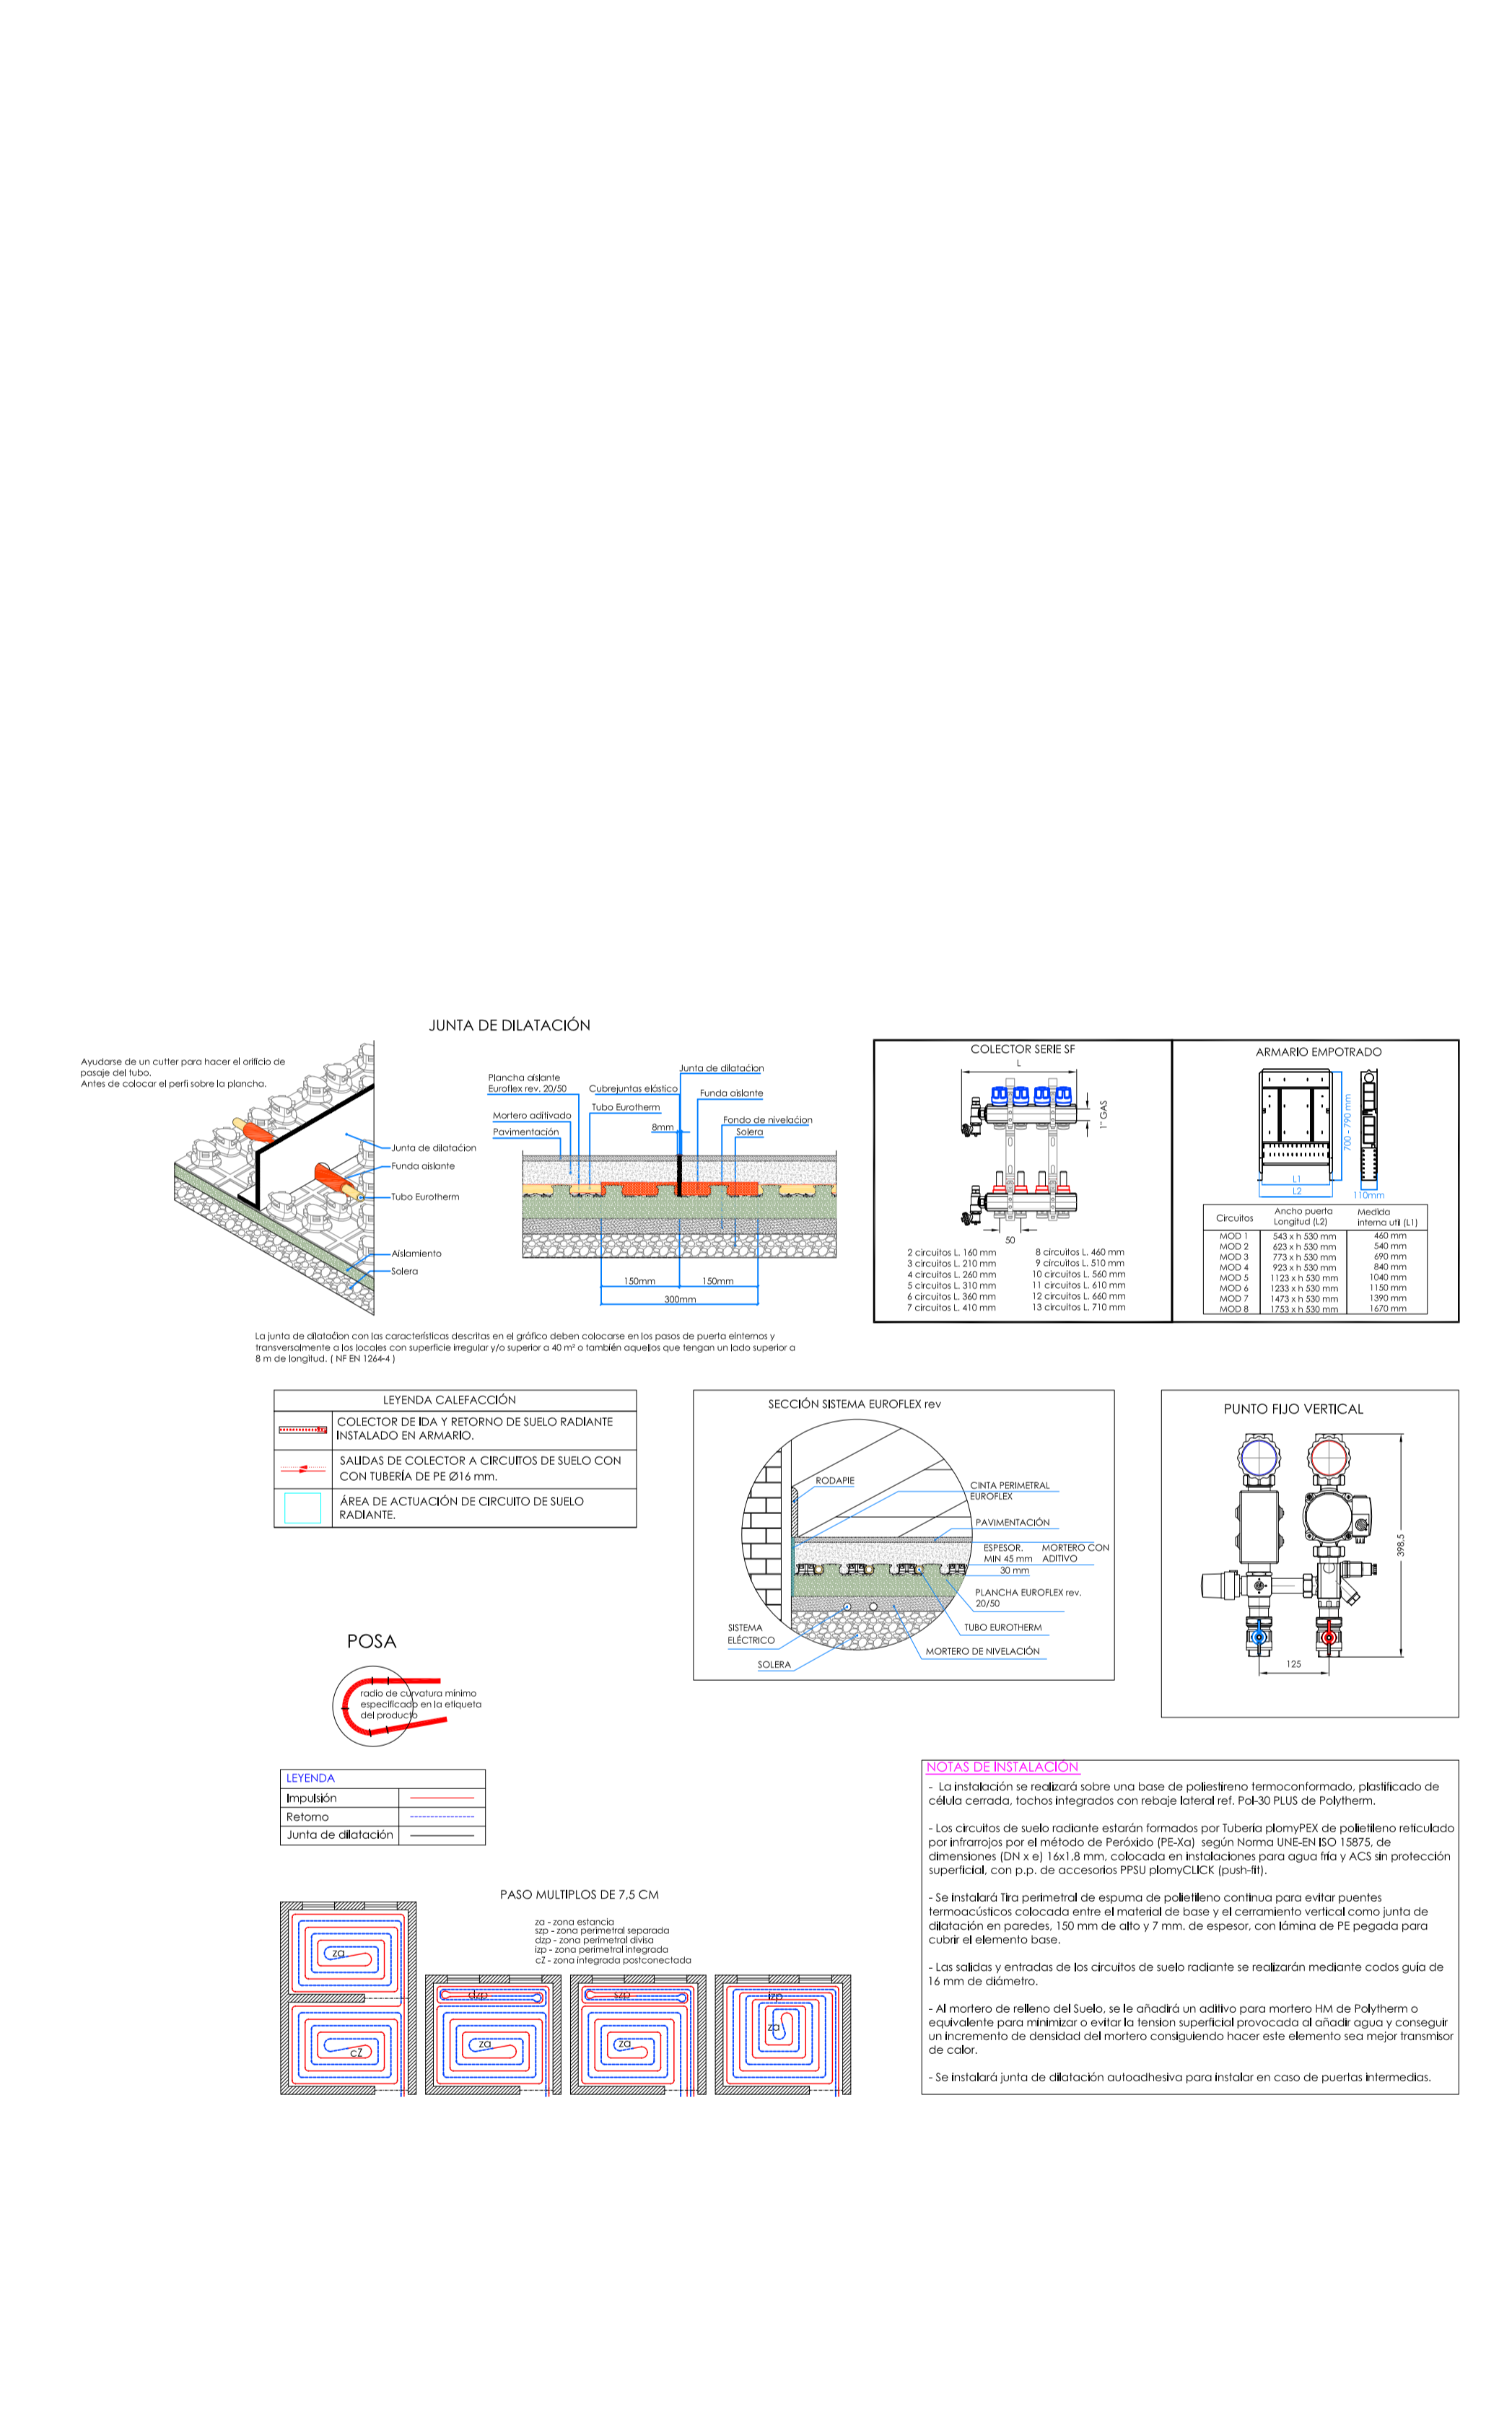 JUNTA DE DILATACIÓN
Ayudarse de un cutter para hacer el orificio de
pasaje del tubo.
Antes de colocar el perfi sobre la plancha.
Junta de dilataćion
Funda aislante
Tubo Eurotherm
Aislamiento
Solera
Plancha aislante
Euroflex rev. 20/50
Mortero aditivado
Pavimentación
Cubrejuntas elástico
Tubo Eurotherm
8mm
Junta de dilataćion
Funda aislante
Fondo de nivelaćion
Solera
150mm
150mm
300mm
La junta de dilataćion con las características descritas en el gráfico deben colocarse en los pasos de puerta einternos y
transversalmente a los locales con superficie irregular y/o superior a 40 m² o también aquellos que tengan un lado superior a
8 m de longitud. ( NF EN 1264-4 )
COLECTOR SERIE SF
L
1" GAS
50
2 circuitos L. 160 mm
3 circuitos L. 210 mm
4 circuitos L. 260 mm
5 circuitos L. 310 mm
6 circuitos L. 360 mm
7 circuitos L. 410 mm
8 circuitos L. 460 mm
9 circuitos L. 510 mm
10 circuitos L. 560 mm
11 circuitos L. 610 mm
12 circuitos L. 660 mm
13 circuitos L. 710 mm
ARMARIO EMPOTRADO
700 - 790 mm
L1
L2
110mm
Circuitos
Ancho puerta
Longitud (L2)
Medida
interna util (L1)
MOD 1 543 x h 530 mm 460 mm
MOD 2 623 x h 530 mm 540 mm
MOD 3 773 x h 530 mm 690 mm
MOD 4 923 x h 530 mm 840 mm
MOD 5 1123 x h 530 mm 1040 mm
MOD 6 1233 x h 530 mm 1150 mm
MOD 7 1473 x h 530 mm 1390 mm
MOD 8 1753 x h 530 mm 1670 mm
LEYENDA CALEFACCIÓN
COLECTOR DE IDA Y RETORNO DE SUELO RADIANTE
INSTALADO EN ARMARIO.
SALIDAS DE COLECTOR A CIRCUITOS DE SUELO CON
CON TUBERÍA DE PE Ø16 mm.
ÁREA DE ACTUACIÓN DE CIRCUITO DE SUELO
RADIANTE.
SECCIÓN SISTEMA EUROFLEX rev
RODAPIE
CINTA PERIMETRAL
EUROFLEX
PAVIMENTACIÓN
ESPESOR.
MIN 45 mm
MORTERO CON
ADITIVO
30 mm
PLANCHA EUROFLEX rev.
20/50
TUBO EUROTHERM
MORTERO DE NIVELACIÓN
SISTEMA
ELÉCTRICO
SOLERA
PUNTO FIJO VERTICAL
398,5
125
POSA
radio de curvatura mínimo
especificado en la etiqueta
del producto
LEYENDA
Impulsión
Retorno
Junta de dilatación
PASO MULTIPLOS DE 7,5 CM
za - zona estancia
szp - zona perimetral separada
dzp - zona perimetral divisa
izp - zona perimetral integrada
cZ - zona integrada postconectada
za
cZ
dzp
za
szp
za
izp
za
NOTAS DE INSTALACIÓN
- La instalación se realizará sobre una base de poliestireno termoconformado, plastificado de
célula cerrada, tochos integrados con rebaje lateral ref. Pol-30 PLUS de Polytherm.
- Los circuitos de suelo radiante estarán formados por Tubería plomyPEX de polietileno reticulado
por infrarrojos por el método de Peróxido (PE-Xa) según Norma UNE-EN ISO 15875, de
dimensiones (DN x e) 16x1,8 mm, colocada en instalaciones para agua fría y ACS sin protección
superficial, con p.p. de accesorios PPSU plomyCLICK (push-fit).
- Se instalará Tira perimetral de espuma de polietileno continua para evitar puentes
termoacústicos colocada entre el material de base y el cerramiento vertical como junta de
dilatación en paredes, 150 mm de alto y 7 mm. de espesor, con lámina de PE pegada para
cubrir el elemento base.
- Las salidas y entradas de los circuitos de suelo radiante se realizarán mediante codos guia de
16 mm de diámetro.
- Al mortero de relleno del Suelo, se le añadirá un aditivo para mortero HM de Polytherm o
equivalente para minimizar o evitar la tension superficial provocada al añadir agua y conseguir
un incremento de densidad del mortero consiguiendo hacer este elemento sea mejor transmisor
de calor.
- Se instalará junta de dilatación autoadhesiva para instalar en caso de puertas intermedias.